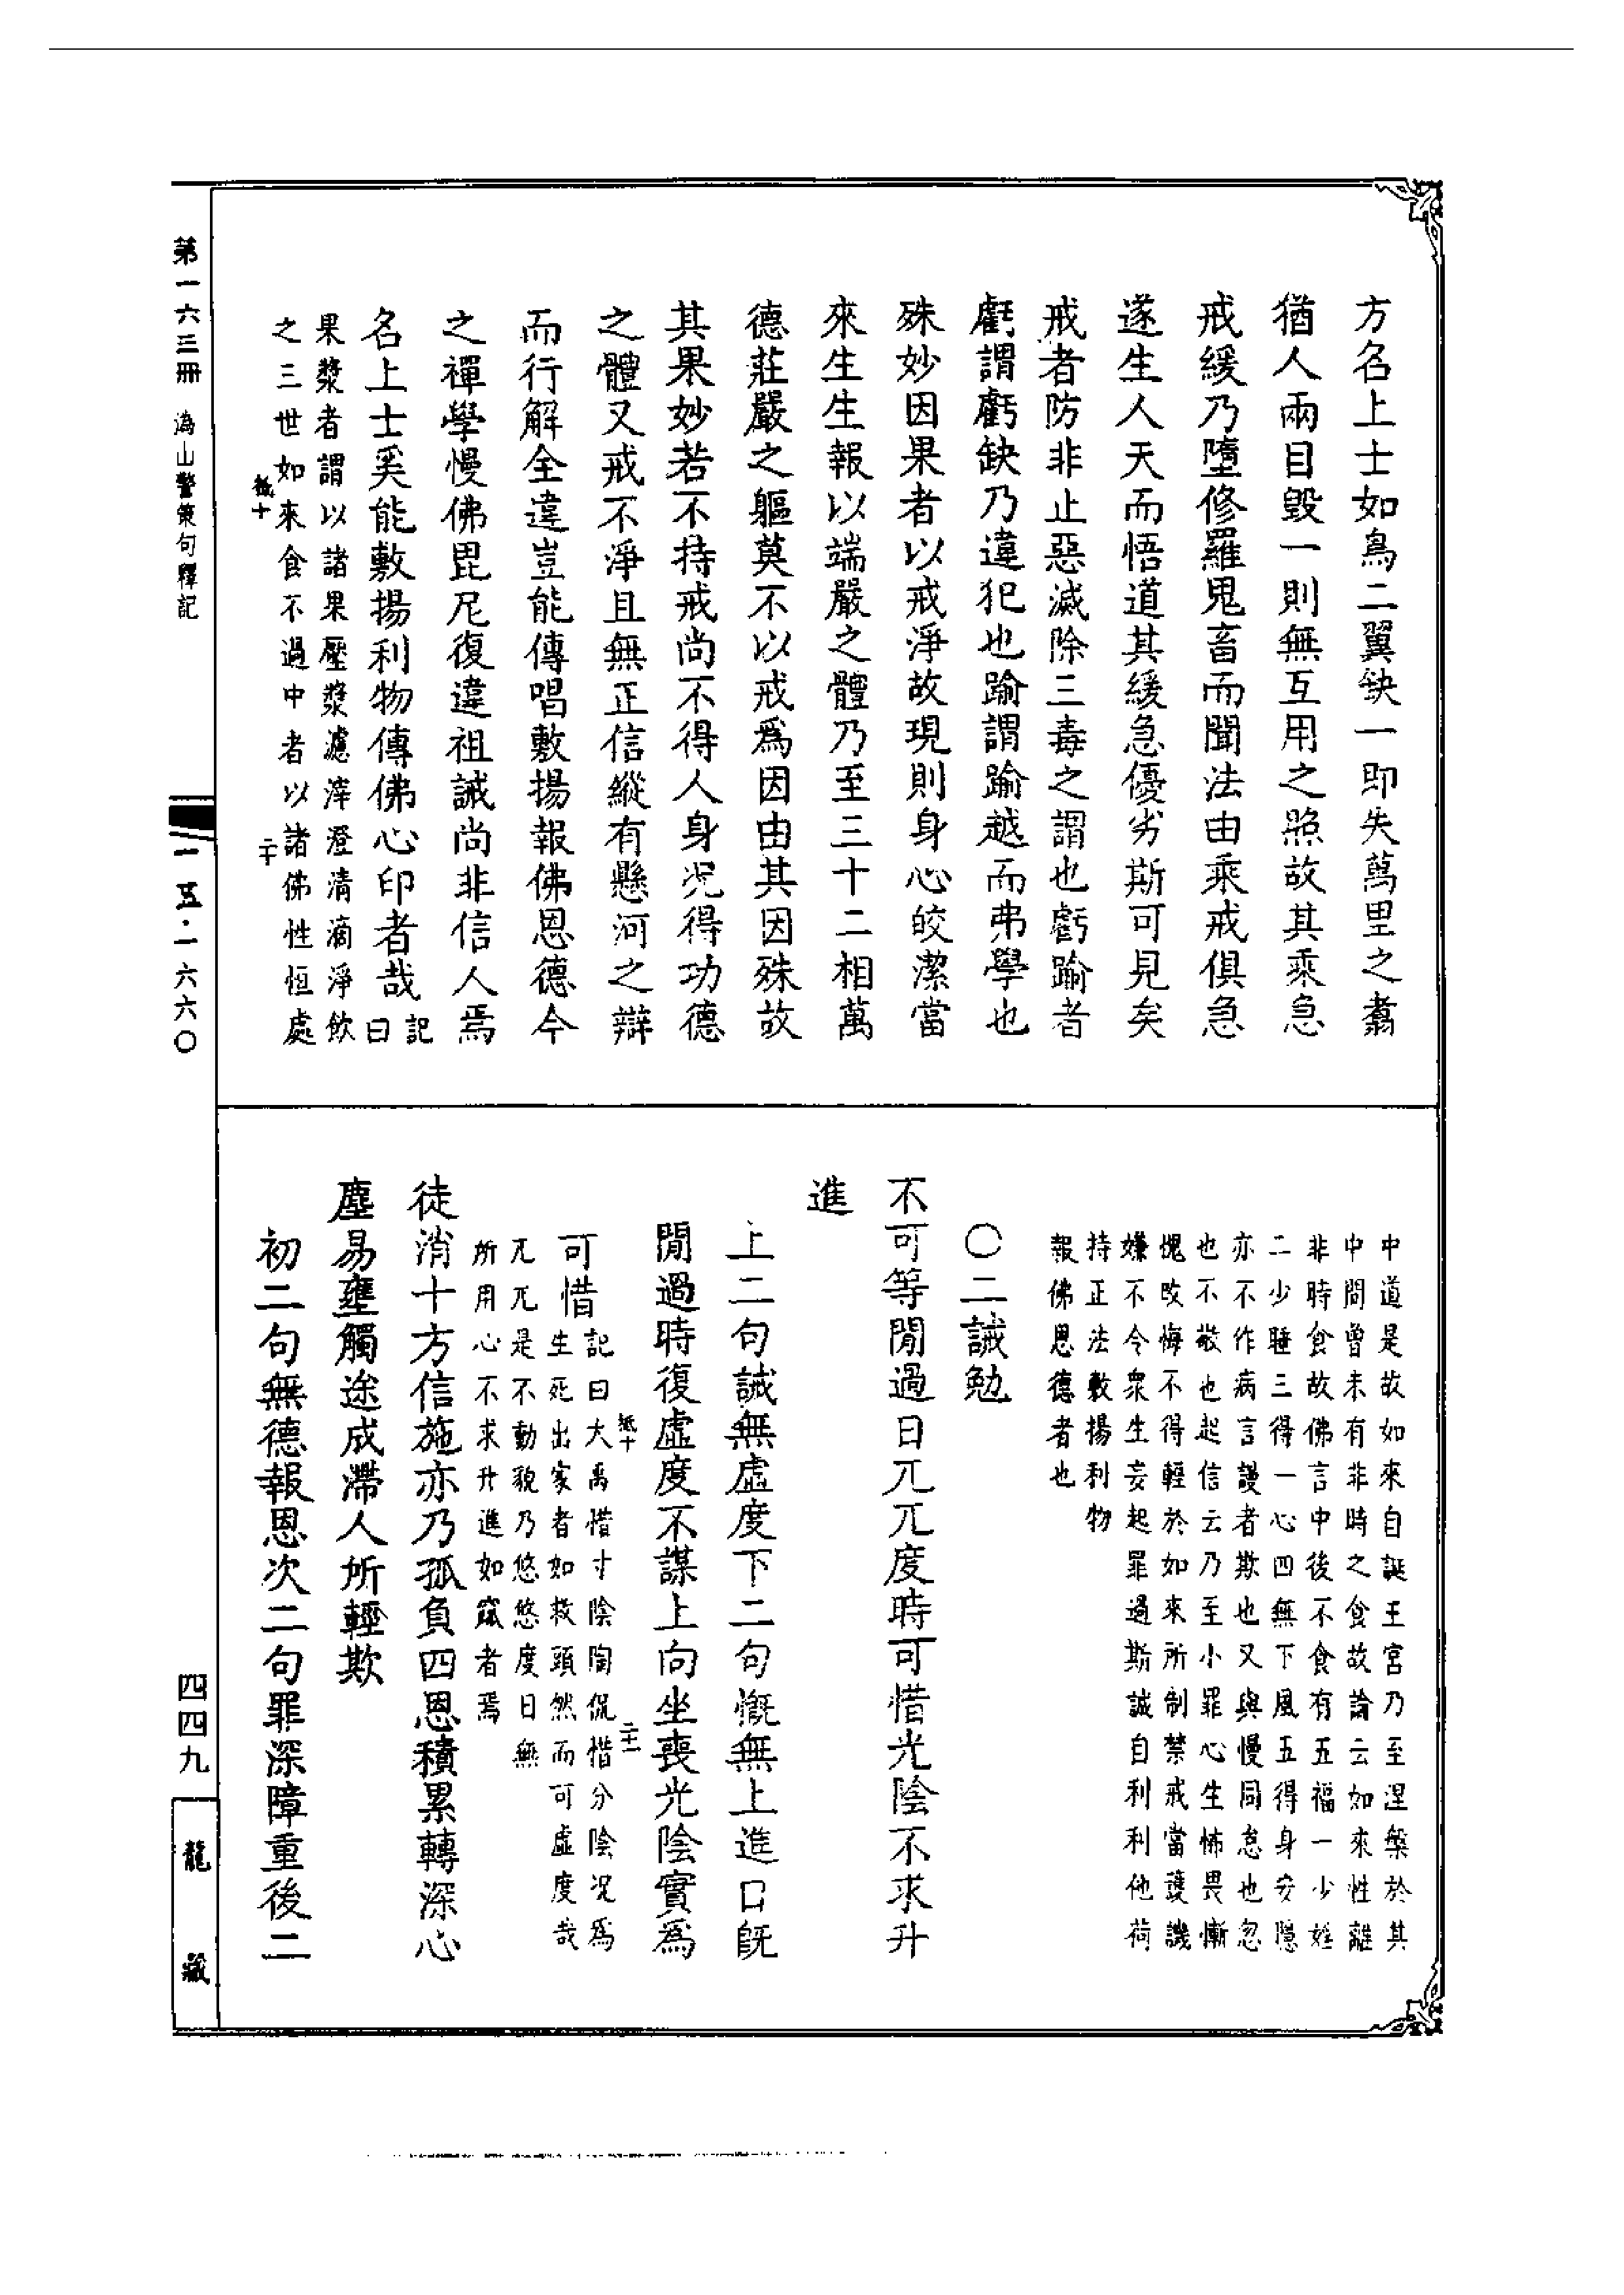 方名上士如鳥二翼缺一即失萬里之翥
猶人兩目毀一則無互用之照故其乘急
戒緩乃墮修羅鬼畜而聞法由乘戒俱急
遂生人天而悟道其緩急優劣斯可見矣
戒者防非止惡滅除三毒之謂也虧踰者
虧謂虧缺乃違犯也踰謂踰越而弗學也
殊妙因果者以戒淨故現則身心皎潔當
來生生報以端嚴之體乃至三十二相萬
德莊嚴之軀莫不以戒爲因由其因殊故
其果妙若不持戒尚不得人身况得功德
之體又戒不淨且無正信縱有懸河之辯
而行解全違豈能傳唱敷揚報佛恩德今
之禪學慢佛毘尼復違祖誡尚非信人焉
名上士奚能敷揚利物傳佛心印者哉記曰
果漿者謂以諸果壓漿濾滓澄清滴淨飲
之三世如來食不過中者以諸佛性恒處
中道是故如來自誕王宮乃至涅槃於其
中間曾未有非時之食故論云如來性離
非時食故佛言中後不食有五福一少婬
二少睡三得一心四無下風五得身安隱
亦不作病言謾者欺也又與慢同怠也忽
也不敬也起信云乃至小罪心生怖畏慚
愧改悔不得輕於如來所制禁戒當護譏
嫌不令眾生妄起罪過斯誠自利利他荷
持正法敷揚利物
報佛恩德者也
〇二誡勉
不可等閒過日兀兀度時可惜光陰不求升
進
上二句誡無虛度下二句慨無上進口旣
閒過時復虛度不謀上向坐喪光陰實爲
可惜記曰大禹惜寸陰陶侃惜分陰况爲
生死出家者如救頭然而可虛度哉
兀兀是不動貌乃悠悠度日無
所用心不求升進如窳者焉
徒消十方信施亦乃孤負四恩積累轉深心
塵易壅觸途成滯人所輕欺
初二句無德報恩次二句罪深障重後二
第一六三冊 溈山警策句釋記
一五·一六六〇
四四九
龍藏